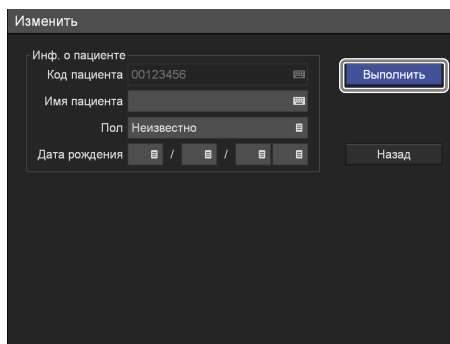 Изменить
Инф. о пациенте
Код пациента 00123456
Выполнить
Имя пациента
Пол Неизвестно
Дата рождения / /
Назад